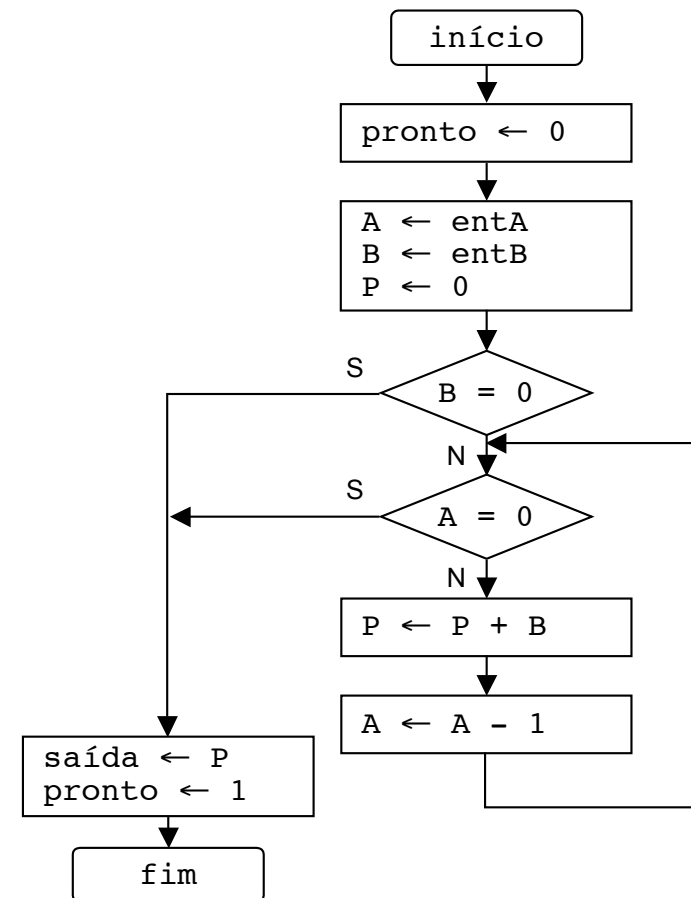 início
pronto ← 0
A ← entA
B ← entB
P ← 0
S
B = 0
N
S
A = 0
N
P ← P + B
A ← A - 1
saída ← P
pronto ← 1
fim